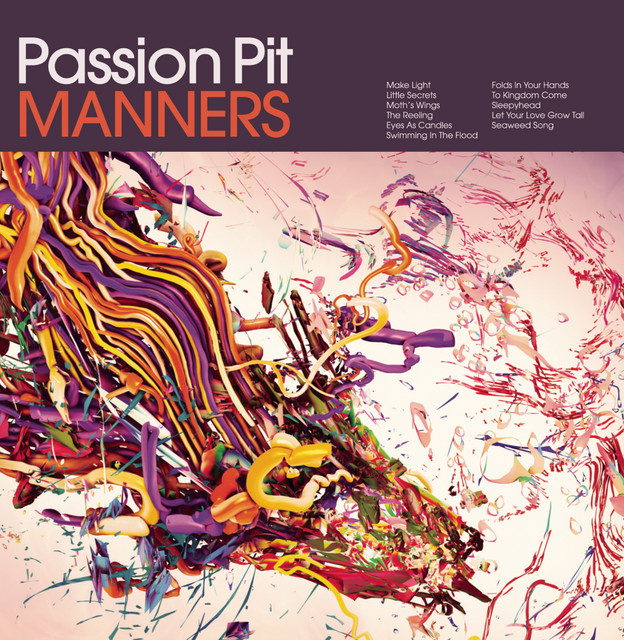 Passion Pit
MANNERS
Make Light
Little Secrets
Moth's Wings
The Reeling
Eyes As Candles
Swimming In The Flood
Folds In Your Hands
To Kingdom Come
Sleepyhead
Let Your Love Grow Tall
Seaweed Song